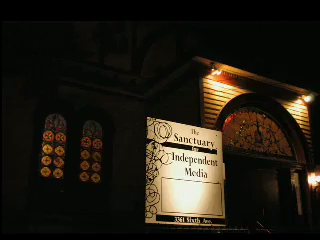 The
Sanctuary
for
Independent
Media
3361 Sixth Ave.